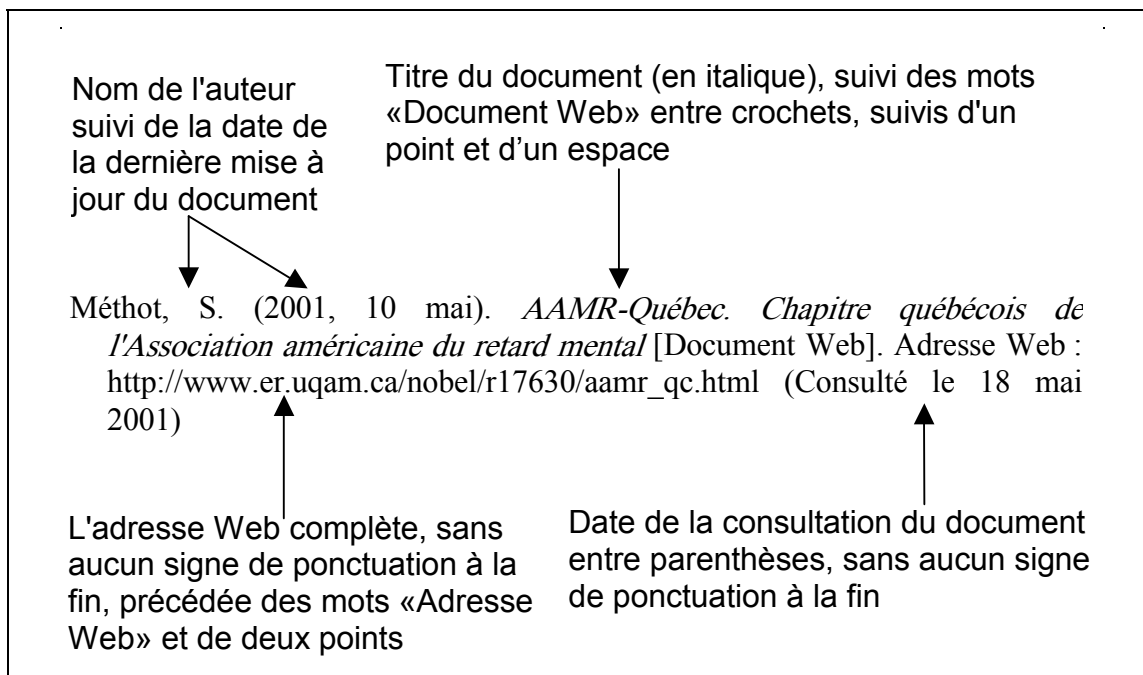 Nom de l'auteur
suivi de la date de
la dernière mise à
jour du document
Titre du document (en italique), suivi des mots
«Document Web» entre crochets, suivis d'un
point et d’un espace
Méthot, S. (2001, 10 mai). AAMR-Québec. Chapitre québécois de
l'Association américaine du retard mental [Document Web]. Adresse Web :
http://www.er.uqam.ca/nobel/r17630/aamr_qc.html (Consulté le 18 mai
2001)
L'adresse Web complète, sans
aucun signe de ponctuation à la
fin, précédée des mots «Adresse
Web» et de deux points
Date de la consultation du document
entre parenthèses, sans aucun signe
de ponctuation à la fin